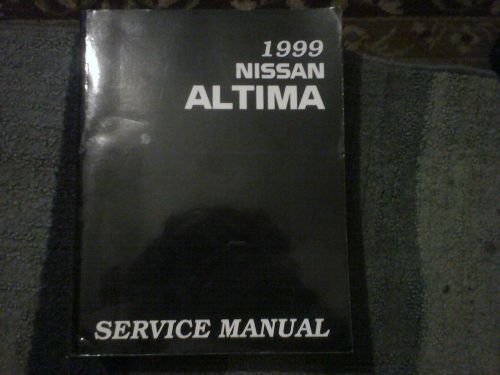 1999
NISSAN
ALTIMA
SERVICE MANUAL